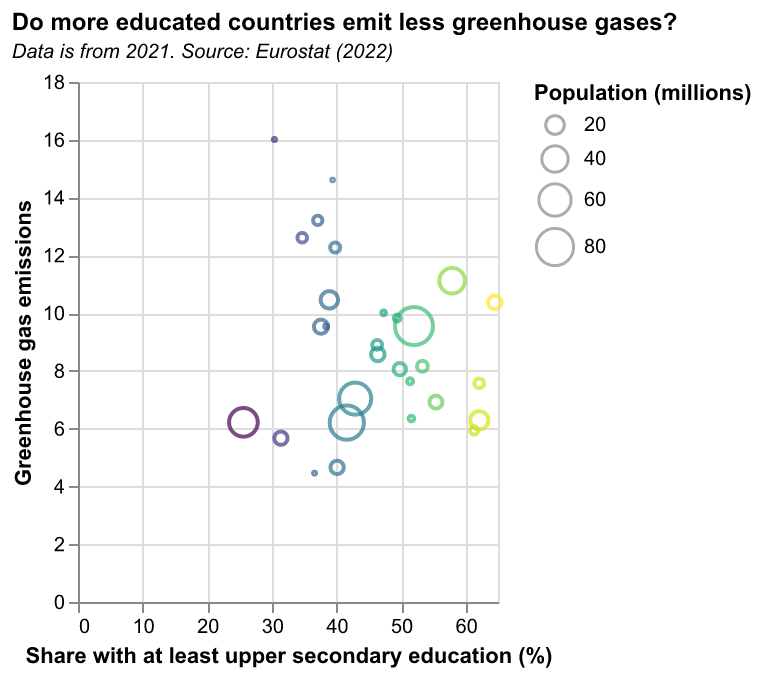 Do more educated countries emit less greenhouse gases?
Data is from 2021. Source: Eurostat (2022)
18
16
14
12
10
8
6
4
2
0
Greenhouse gas emissions
0 10 20 30 40 50 60
Share with at least upper secondary education (%)
Population (millions)
20
40
60
80